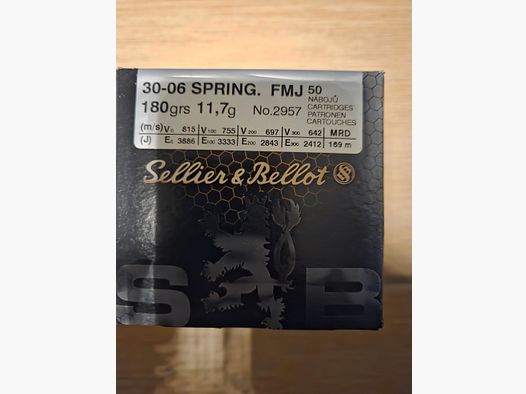 30-06 SPRING. FMJ 50
NÁBOJŮ
CARTRIDGES
PATRONEN
CARTOUCHES
180grs 11,7g No.2957
(m/s) V0 815 V100 755 V200 697 V300 642 MRD
(J) E0 3886 E100 3333 E200 2843 E300 2412 169 m
Sellier & Bellot
S B